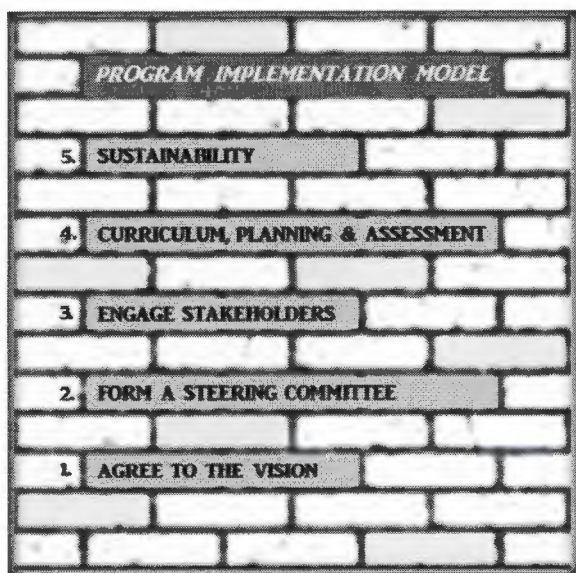 PROGRAM IMPLEMENTATION MODEL
5. SUSTAINABILITY
4. CURRICULUM, PLANNING & ASSESSMENT
3. ENGAGE STAKEHOLDERS
2. FORM A STEERING COMMITTEE
1. AGREE TO THE VISION